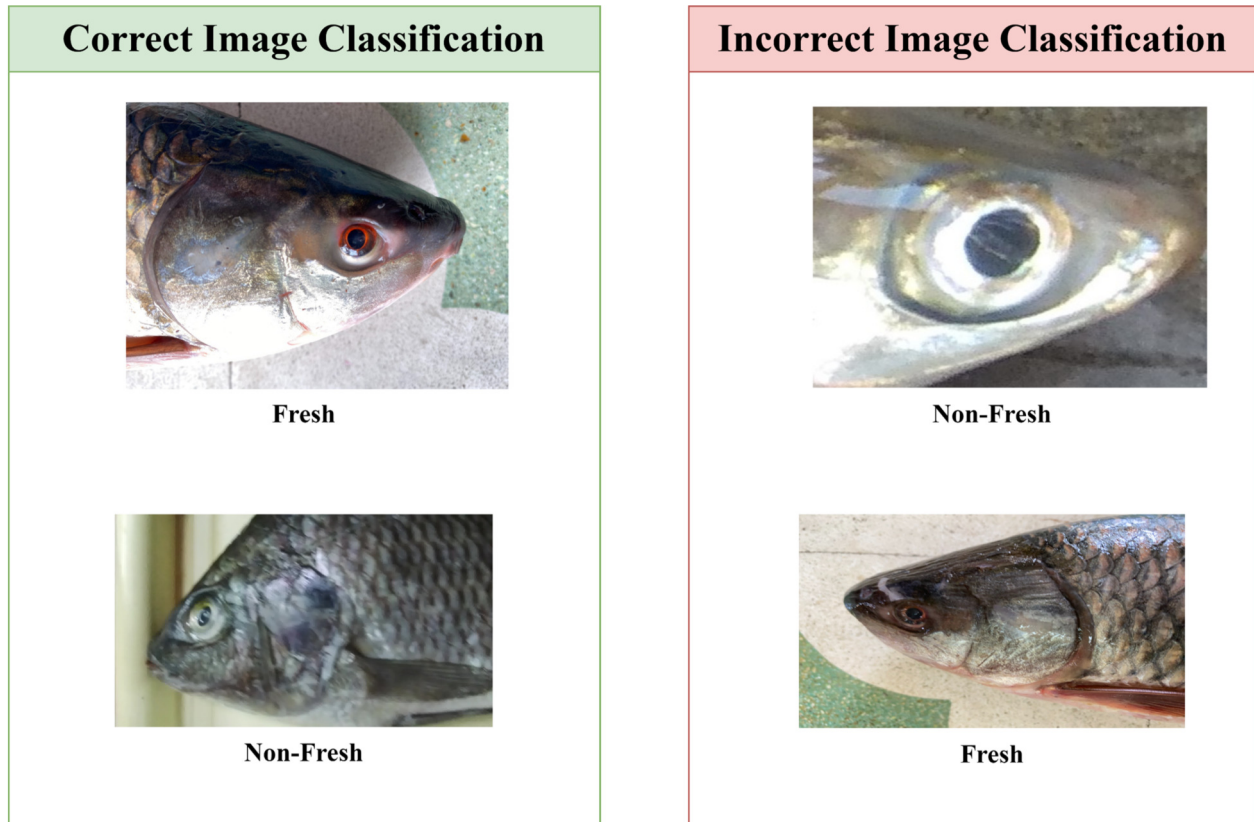 Correct Image Classification
Fresh
Non-Fresh
Incorrect Image Classification
Non-Fresh
Fresh